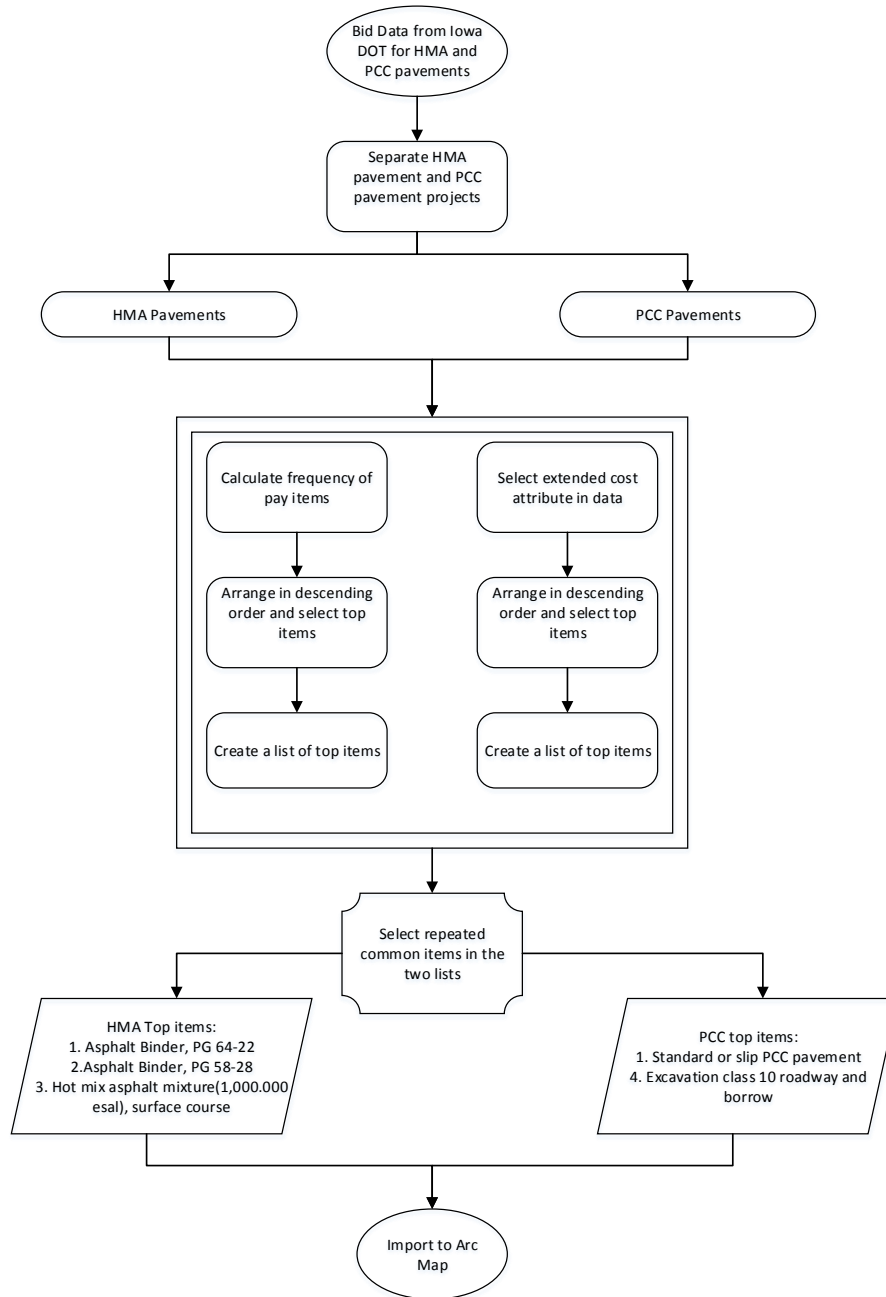 Bid Data from Iowa
DOT for HMA and
PCC pavements
Separate HMA
pavement and PCC
pavement projects
HMA Pavements
PCC Pavements
Calculate frequency of
pay items
Select extended cost
attribute in data
Arrange in descending
order and select top
items
Arrange in descending
order and select top
items
Create a list of top items
Create a list of top items
Select repeated
common items in the
two lists
HMA Top items:
1. Asphalt Binder, PG 64-22
2.Asphalt Binder, PG 58-28
3. Hot mix asphalt mixture(1,000.000
esal), surface course
PCC top items:
1. Standard or slip PCC pavement
4. Excavation class 10 roadway and
borrow
Import to Arc
Map